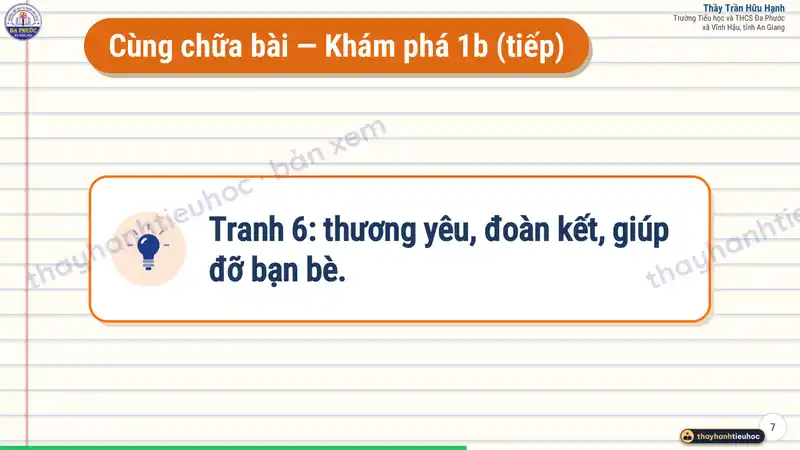 ĐA PHƯỚC
Thầy Trần Hữu Hạnh
Trường Tiểu học và THCS Đa Phước
xã Vĩnh Hậu, tỉnh An Giang
Cùng chữa bài — Khám phá 1b (tiếp)
thayhanhtieuhoc · bản xem
Tranh 6: thương yêu, đoàn kết, giúp
đỡ bạn bè.
thayhanhtie
7
thayhanhtieuhoc